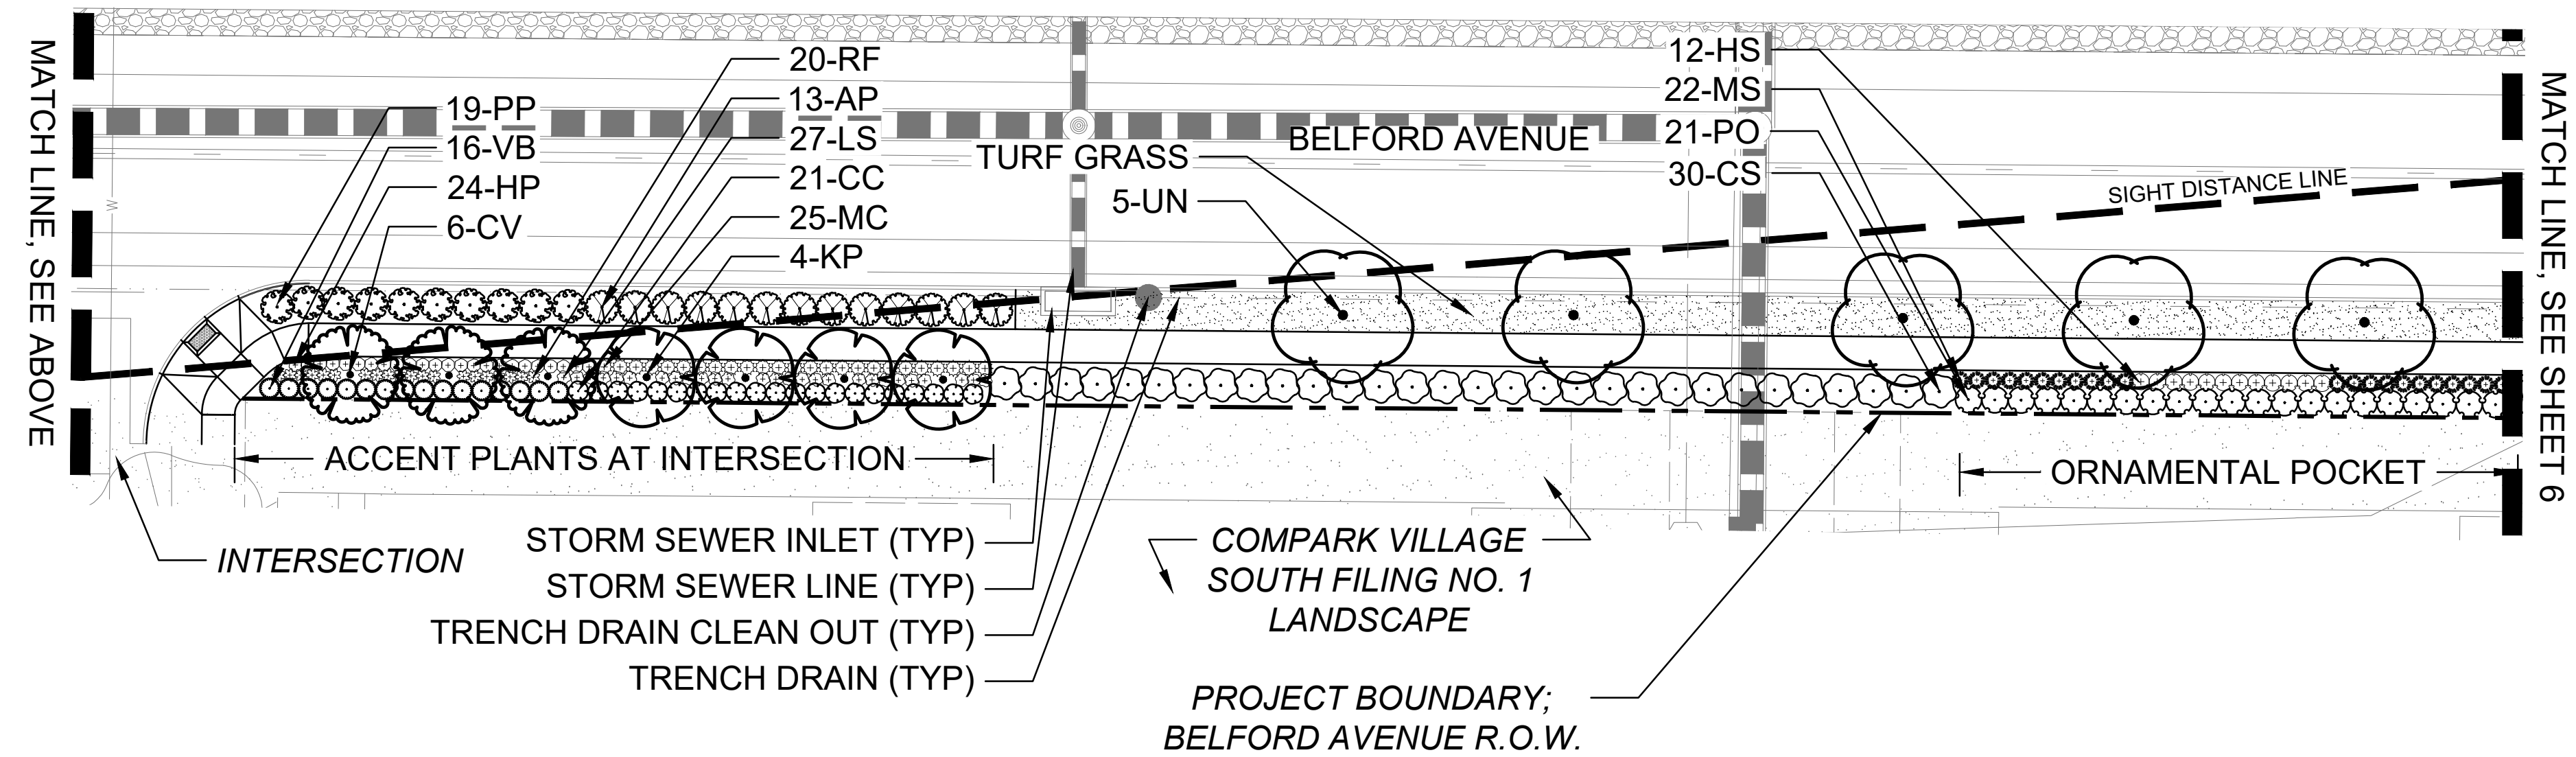 MATCH LINE, SEE ABOVE
19-PP
16-VB
24-HP
6-CV
20-RF
13-AP
27-LS
21-CC
25-MC
4-KP
TURF GRASS
5-UN
BELFORD AVENUE
12-HS
22-MS
21-PO
30-CS
SIGHT DISTANCE LINE
MATCH LINE, SEE SHEET 6
W
ACCENT PLANTS AT INTERSECTION
ORNAMENTAL POCKET
INTERSECTION
STORM SEWER INLET (TYP)
STORM SEWER LINE (TYP)
TRENCH DRAIN CLEAN OUT (TYP)
TRENCH DRAIN (TYP)
COMPARK VILLAGE
SOUTH FILING NO. 1
LANDSCAPE
PROJECT BOUNDARY;
BELFORD AVENUE R.O.W.